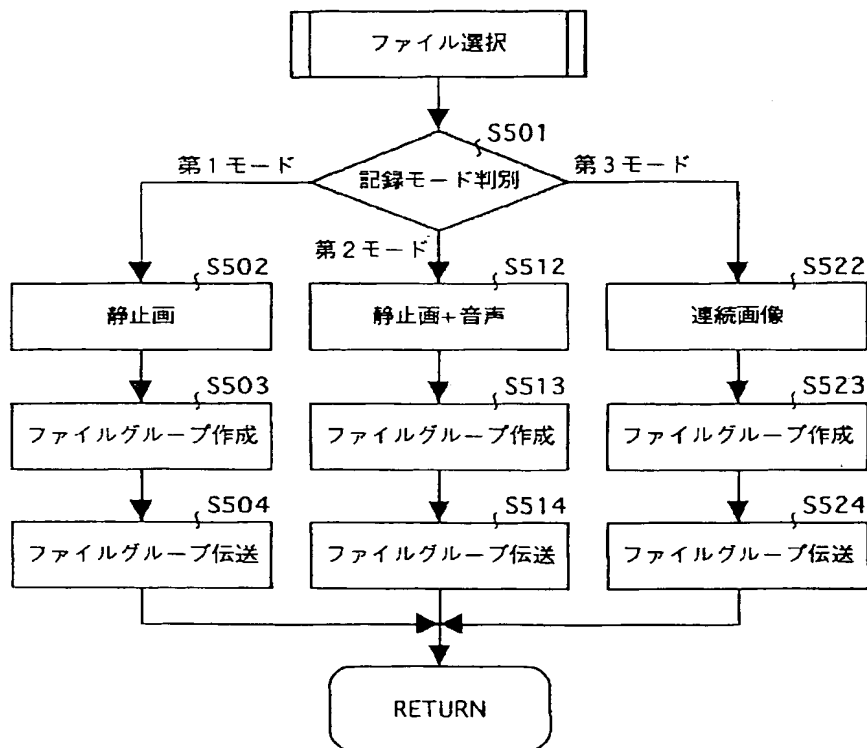 ファイル選択
S501
第1モード
第3モード
記録モード判別
第2モード
S502
S512
S522
静止画
静止画+音声
連続画像
S503
S513
S523
ファイルグループ作成
ファイルグループ作成
ファイルグループ作成
S504
S514
S524
ファイルグループ伝送
ファイルグループ伝送
ファイルグループ伝送
RETURN